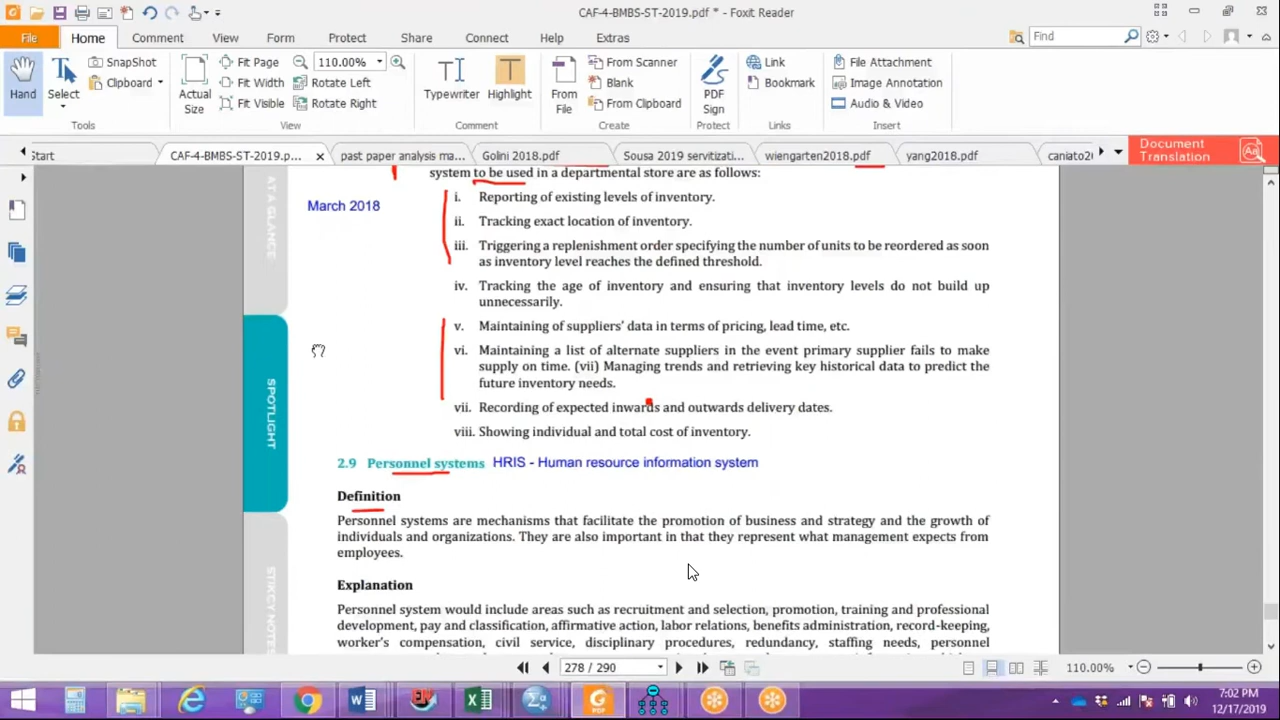 CAF-4-BMBS-ST-2019.pdf * - Foxit Reader
File Home Comment View Form Protect Share Connect Help Extras Find
Hand
Select
SnapShot
Clipboard
Actual Size
Fit Page
Fit Width
Fit Visible
110.00%
Rotate Left
Rotate Right
Typewriter
Highlight
From File
From Scanner
Blank
From Clipboard
PDF Sign
Link
Bookmark
File Attachment
Image Annotation
Audio & Video
Tools View Comment Create Protect Links Insert
Start CAF-4-BMBS-ST-2019.p... × past paper analysis ma... Golini 2018.pdf Sousa 2019 servitizati... wiengarten2018.pdf yang2018.pdf caniato2
Document Translation
AT A GLANCE
SPOTLIGHT
STIKCY NOTES
system to be used in a departmental store are as follows:
March 2018
i. Reporting of existing levels of inventory.
ii. Tracking exact location of inventory.
iii. Triggering a replenishment order specifying the number of units to be reordered as soon
as inventory level reaches the defined threshold.
iv. Tracking the age of inventory and ensuring that inventory levels do not build up
unnecessarily.
v. Maintaining of suppliers' data in terms of pricing, lead time, etc.
vi. Maintaining a list of alternate suppliers in the event primary supplier fails to make
supply on time. (vii) Managing trends and retrieving key historical data to predict the
future inventory needs.
vii. Recording of expected inwards and outwards delivery dates.
viii. Showing individual and total cost of inventory.
2.9 Personnel systems HRIS - Human resource information system
Definition
Personnel systems are mechanisms that facilitate the promotion of business and strategy and the growth of
individuals and organizations. They are also important in that they represent what management expects from
employees.
Explanation
Personnel system would include areas such as recruitment and selection, promotion, training and professional
development, pay and classification, affirmative action, labor relations, benefits administration, record-keeping,
worker's compensation, civil service, disciplinary procedures, redundancy, staffing needs, personnel
278 / 290
110.00%
7:02 PM
12/17/2019